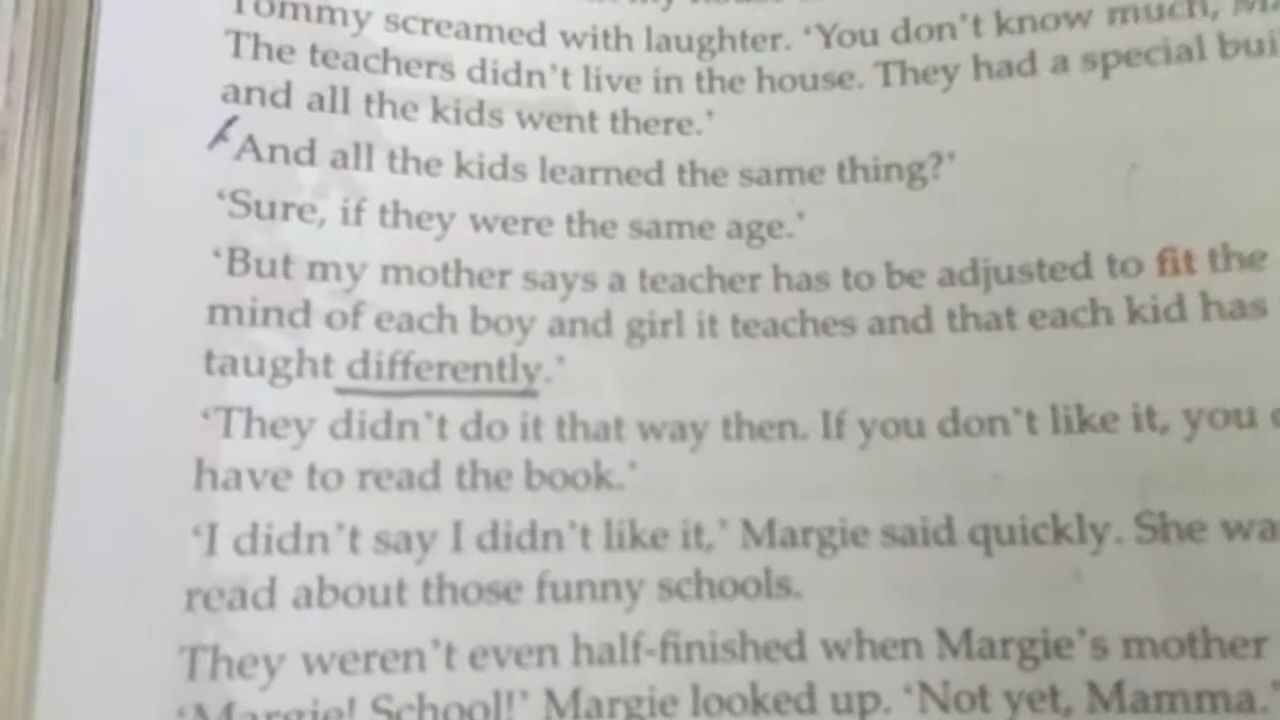 Tommy screamed with laughter. 'You don't know much,
The teachers didn't live in the house. They had a special bui
and all the kids went there.'
'And all the kids learned the same thing?'
'Sure, if they were the same age.'
'But my mother says a teacher has to be adjusted to fit the
mind of each boy and girl it teaches and that each kid has
taught differently.'
'They didn't do it that way then. If you don't like it, you
have to read the book.'
'I didn't say I didn't like it,' Margie said quickly. She wa
read about those funny schools.
They weren't even half-finished when Margie's mother
'Margie! School!' Margie looked up. 'Not yet, Mamma.'